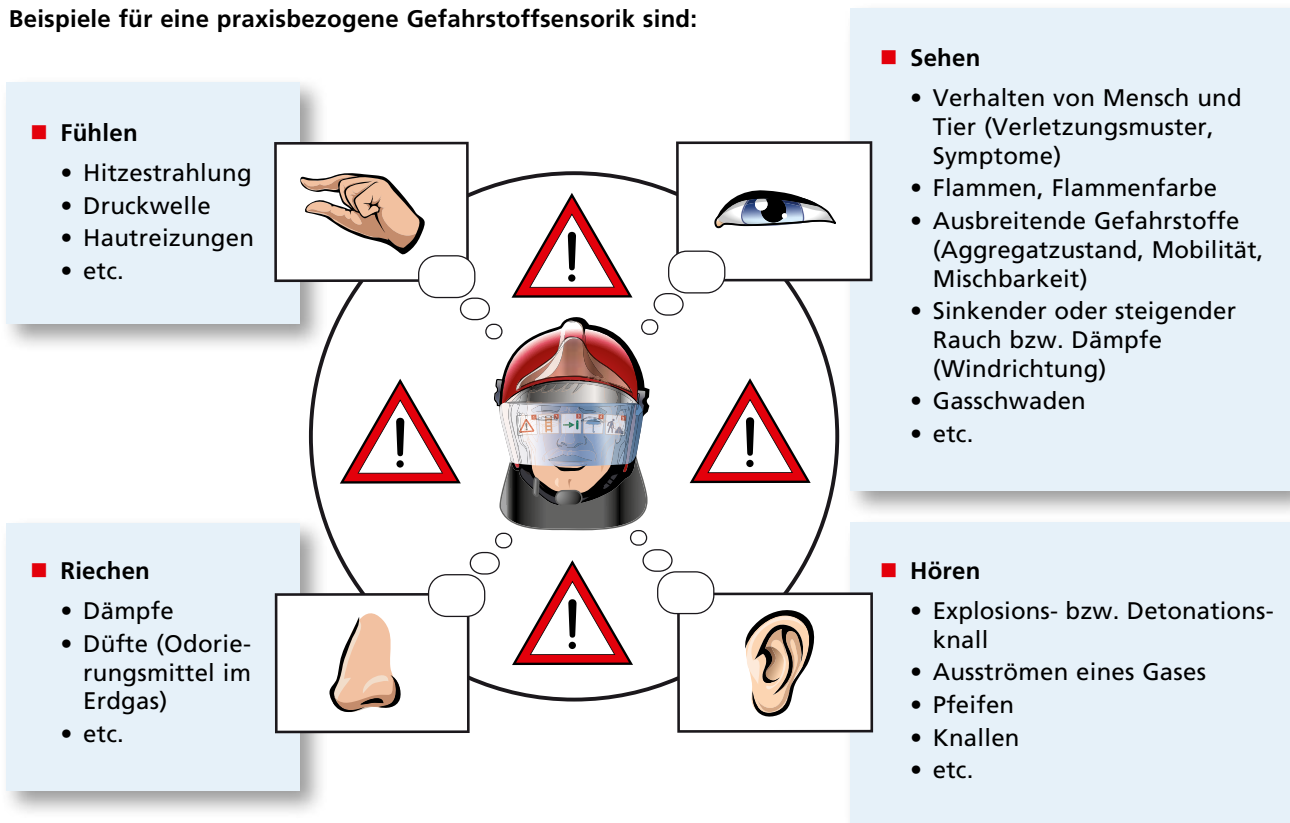 Beispiele für eine praxisbezogene Gefahrstoffsensorik sind:
■ Fühlen
• Hitzestrahlung
• Druckwelle
• Hautreizungen
• etc.
■ Sehen
• Verhalten von Mensch und
Tier (Verletzungsmuster,
Symptome)
• Flammen, Flammenfarbe
• Ausbreitende Gefahrstoffe
(Aggregatzustand, Mobilität,
Mischbarkeit)
• Sinkender oder steigender
Rauch bzw. Dämpfe
(Windrichtung)
• Gasschwaden
• etc.
■ Riechen
• Dämpfe
• Düfte (Odorie-
rungsmittel im
Erdgas)
• etc.
■ Hören
• Explosions- bzw. Detonations-
knall
• Ausströmen eines Gases
• Pfeifen
• Knallen
• etc.